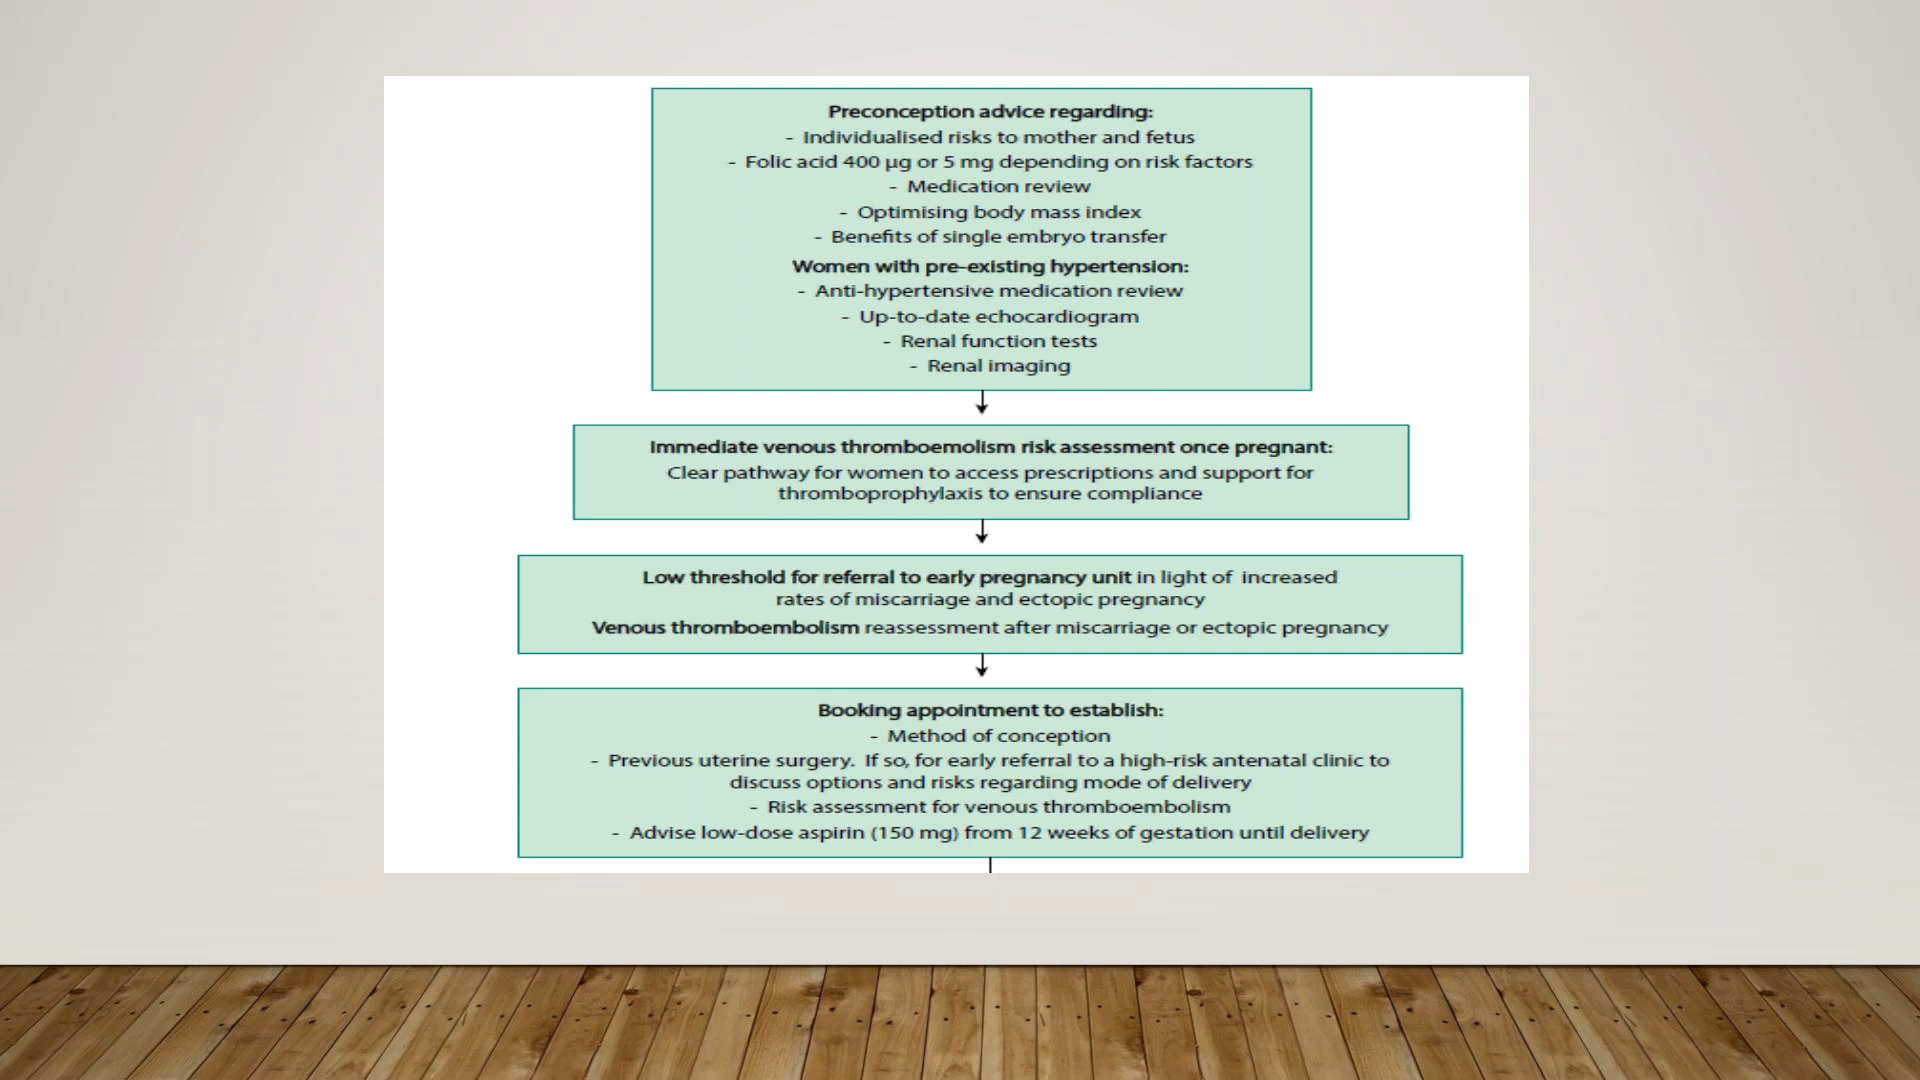 Preconception advice regarding:
- Individualised risks to mother and fetus
- Folic acid 400 µg or 5 mg depending on risk factors
- Medication review
- Optimising body mass index
- Benefits of single embryo transfer
Women with pre-existing hypertension:
- Anti-hypertensive medication review
- Up-to-date echocardiogram
- Renal function tests
- Renal imaging
Immediate venous thromboemolism risk assessment once pregnant:
Clear pathway for women to access prescriptions and support for
thromboprophylaxis to ensure compliance
Low threshold for referral to early pregnancy unit in light of increased
rates of miscarriage and ectopic pregnancy
Venous thromboembolism reassessment after miscarriage or ectopic pregnancy
Booking appointment to establish:
- Method of conception
- Previous uterine surgery. If so, for early referral to a high-risk antenatal clinic to
discuss options and risks regarding mode of delivery
- Risk assessment for venous thromboembolism
- Advise low-dose aspirin (150 mg) from 12 weeks of gestation until delivery